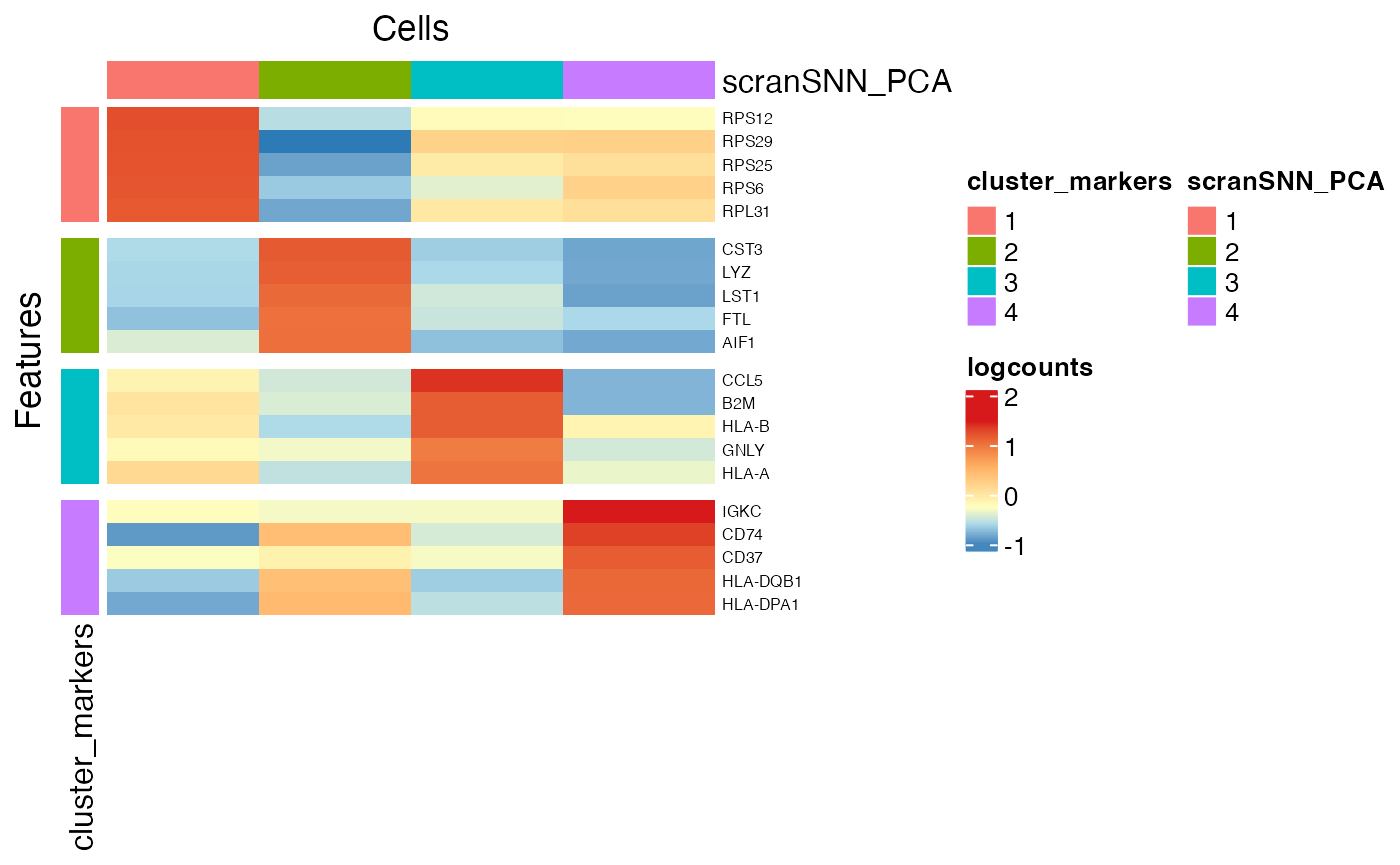 Cells
scranSNN_PCA
RPS12
RPS29
RPS25
RPS6
RPL31
CST3
LYZ
LST1
FTL
AIF1
CCL5
B2M
HLA-B
GNLY
HLA-A
IGKC
CD74
CD37
HLA-DQB1
HLA-DPA1
Features
cluster_markers
cluster_markers
1
2
3
4
scranSNN_PCA
1
2
3
4
logcounts
2
1
0
-1